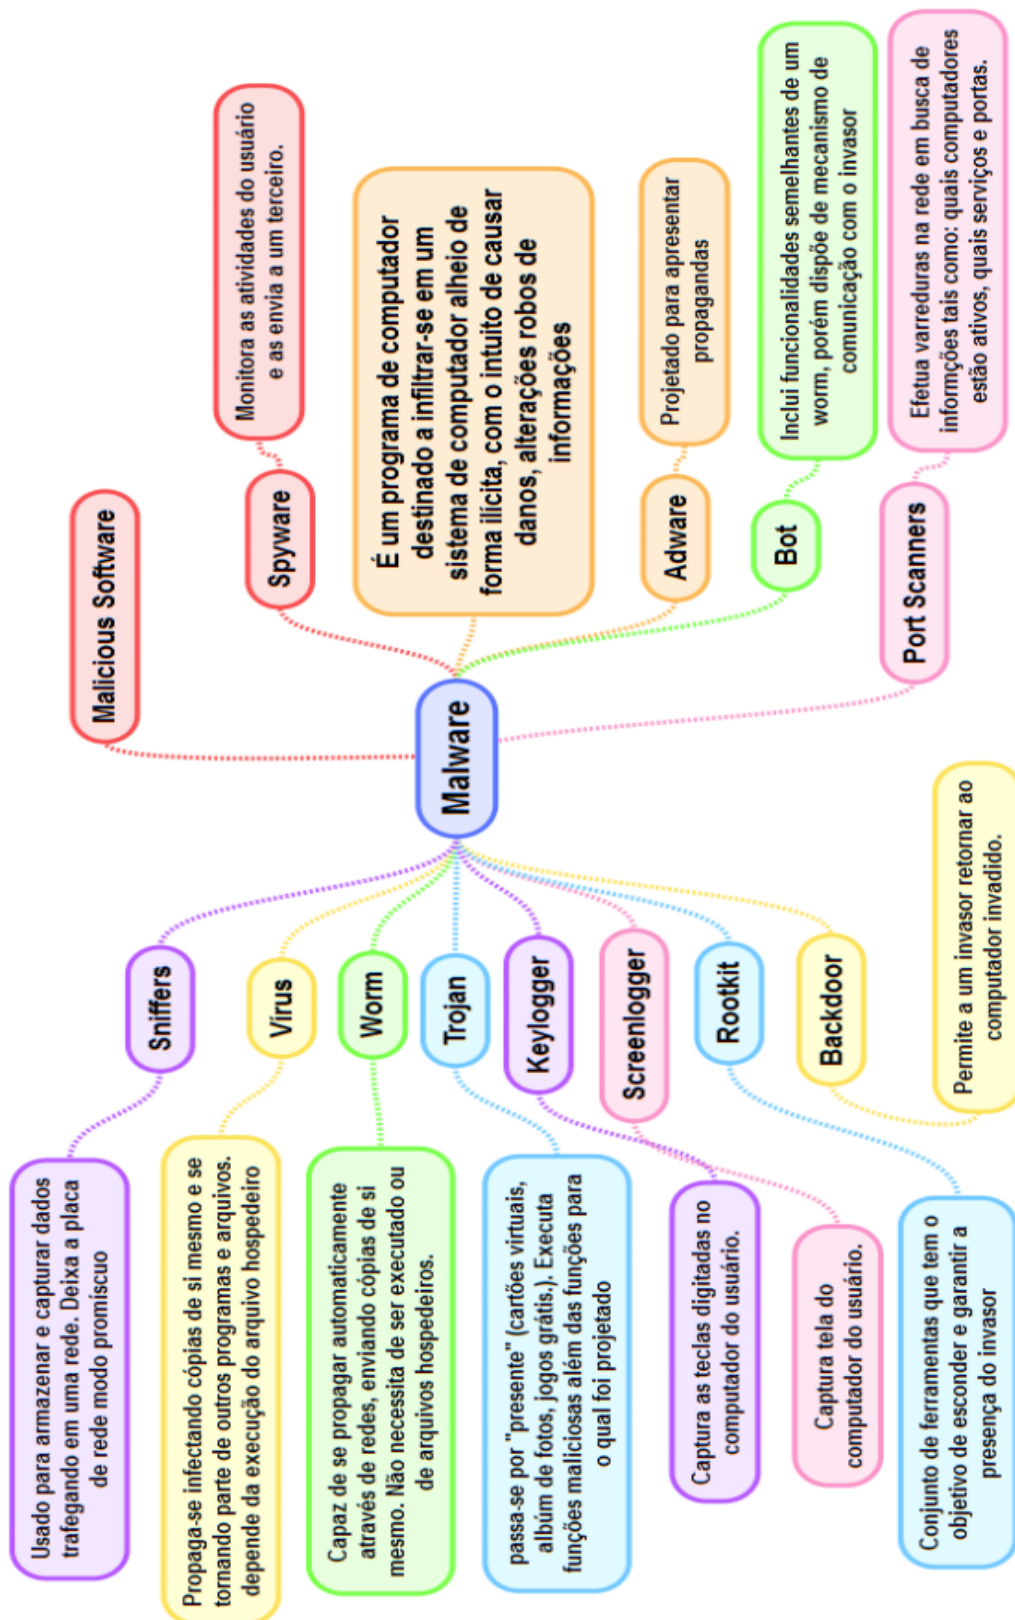 Usado para armazenar e capturar dados
trafegando em uma rede. Deixa a placa
de rede modo promíscuo
Sniffers
Propaga-se infectando cópias de si mesmo e se
tornando parte de outros programas e arquivos.
depende da execução do arquivo hospedeiro
Vírus
Capaz de se propagar automaticamente
através de redes, enviando cópias de si
mesmo. Não necessita de ser executado ou
de arquivos hospedeiros.
Worm
passa-se por "presente" (cartões virtuais,
albúm de fotos, jogos grátis.). Executa
funções maliciosas além das funções para
o qual foi projetado
Trojan
Captura as teclas digitadas no
computador do usuário.
Keylogger
Captura tela do
computador do usuário.
Screenlogger
Conjunto de ferramentas que tem o
objetivo de esconder e garantir a
presença do invasor
Rootkit
Backdoor
Permite a um invasor retornar ao
computador invadido.
Malware
Malicious Software
Spyware
Monitora as atividades do usuário
e as envia a um terceiro.
É um programa de computador
destinado a infiltrar-se em um
sistema de computador alheio de
forma ilícita, com o intuito de causar
danos, alterações robos de
informações
Adware
Projetado para apresentar
propagandas
Bot
Inclui funcionalidades semelhantes de um
worm, porém dispõe de mecanismo de
comunicação com o invasor
Port Scanners
Efetua varreduras na rede em busca de
informções tais como: quais computadores
estão ativos, quais serviços e portas.